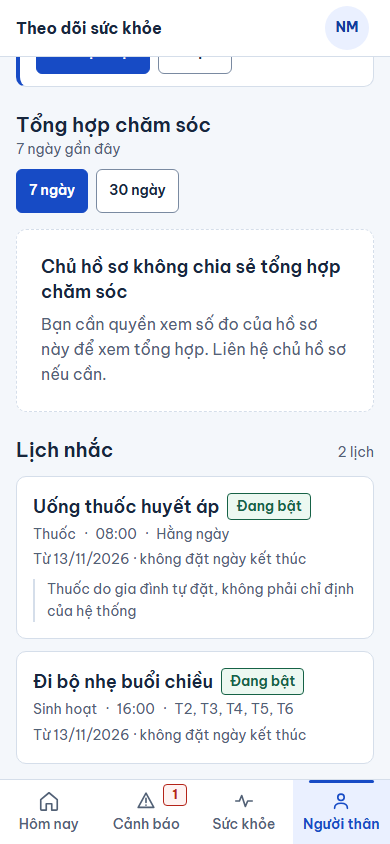 Theo dõi sức khỏe
NM
Tổng hợp chăm sóc
7 ngày gần đây
7 ngày
30 ngày
Chủ hồ sơ không chia sẻ tổng hợp
chăm sóc
Bạn cần quyền xem số đo của hồ sơ
này để xem tổng hợp. Liên hệ chủ hồ sơ
nếu cần.
Lịch nhắc
2 lịch
Uống thuốc huyết áp
Đang bật
Thuốc · 08:00 · Hằng ngày
Từ 13/11/2026 · không đặt ngày kết thúc
Thuốc do gia đình tự đặt, không phải chỉ định
của hệ thống
Đi bộ nhẹ buổi chiều
Đang bật
Sinh hoạt · 16:00 · T2, T3, T4, T5, T6
Từ 13/11/2026 · không đặt ngày kết thúc
1
Hôm nay
Cảnh báo
Sức khỏe
Người thân